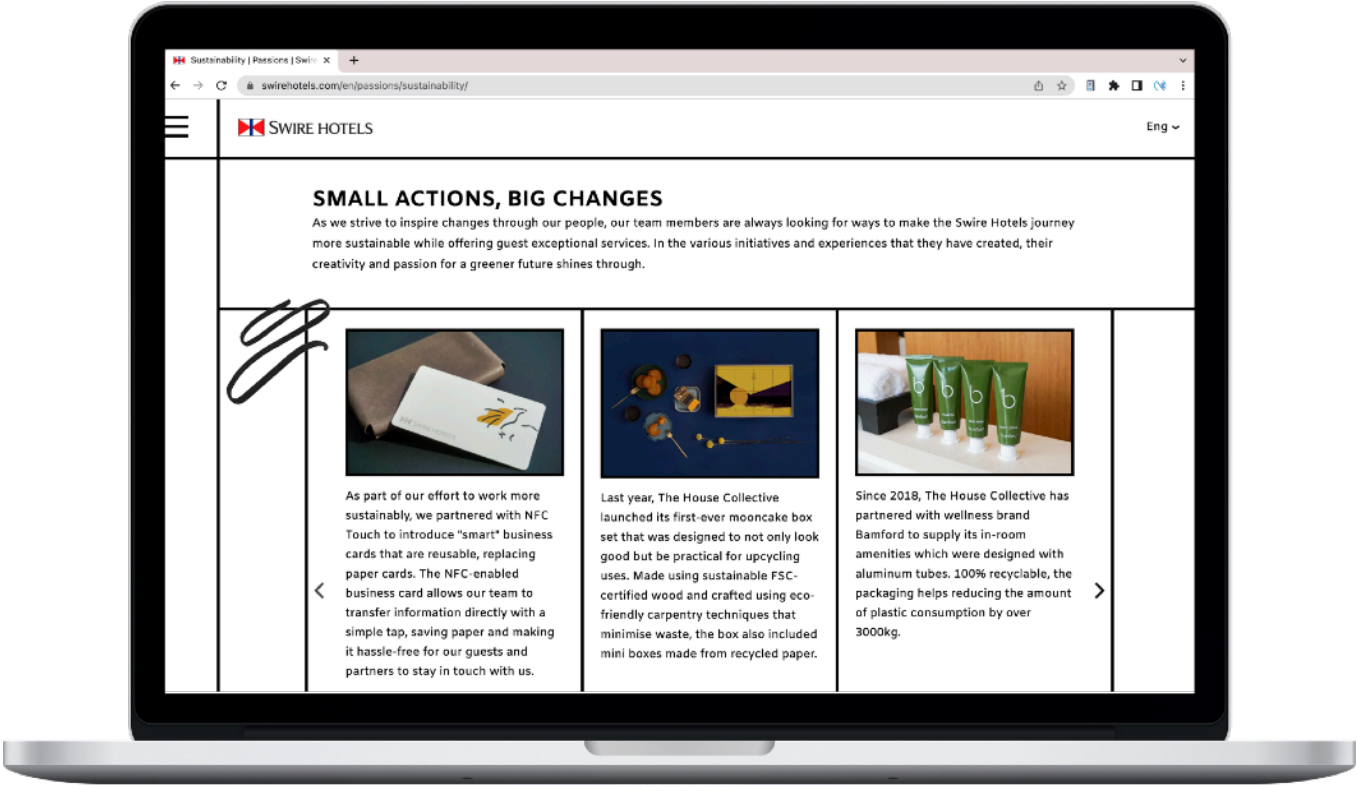 Sustainability | Passions | Swire
swirehotels.com/en/passions/sustainability/
SWIRE HOTELS
Eng
SMALL ACTIONS, BIG CHANGES
As we strive to inspire changes through our people, our team members are always looking for ways to make the Swire Hotels journey
more sustainable while offering guest exceptional services. In the various initiatives and experiences that they have created, their
creativity and passion for a greener future shines through.
SWIRE HOTELS
As part of our effort to work more
sustainably, we partnered with NFC
Touch to introduce "smart" business
cards that are reusable, replacing
paper cards. The NFC-enabled
business card allows our team to
transfer information directly with a
simple tap, saving paper and making
it hassle-free for our guests and
partners to stay in touch with us.
Last year, The House Collective
launched its first-ever mooncake box
set that was designed to not only look
good but be practical for upcycling
uses. Made using sustainable FSC-
certified wood and crafted using eco-
friendly carpentry techniques that
minimise waste, the box also included
mini boxes made from recycled paper.
b b b b
Since 2018, The House Collective has
partnered with wellness brand
Bamford to supply its in-room
amenities which were designed with
aluminum tubes. 100% recyclable, the
packaging helps reducing the amount
of plastic consumption by over
3000kg.